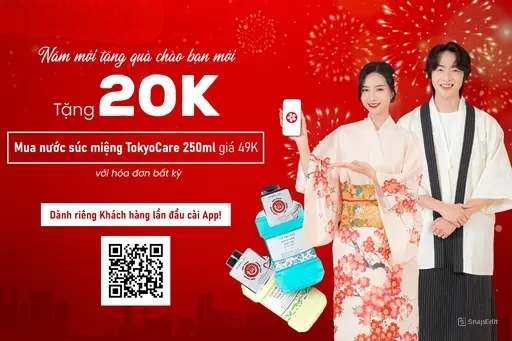 Năm mới tặng quà chào bạn mới
Tặng 20K
Mua nước súc miệng TokyoCare 250ml giá 49K
với hóa đơn bất kỳ
Dành riêng Khách hàng lần đầu cài App!
SnapEdit